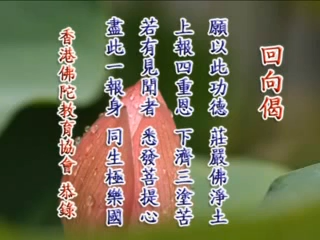 回向偈
願以此功德 莊嚴佛淨土
上報四重恩 下濟三塗苦
若有見聞者 悉發菩提心
盡此一報身 同生極樂國
香港佛陀教育協會 恭錄